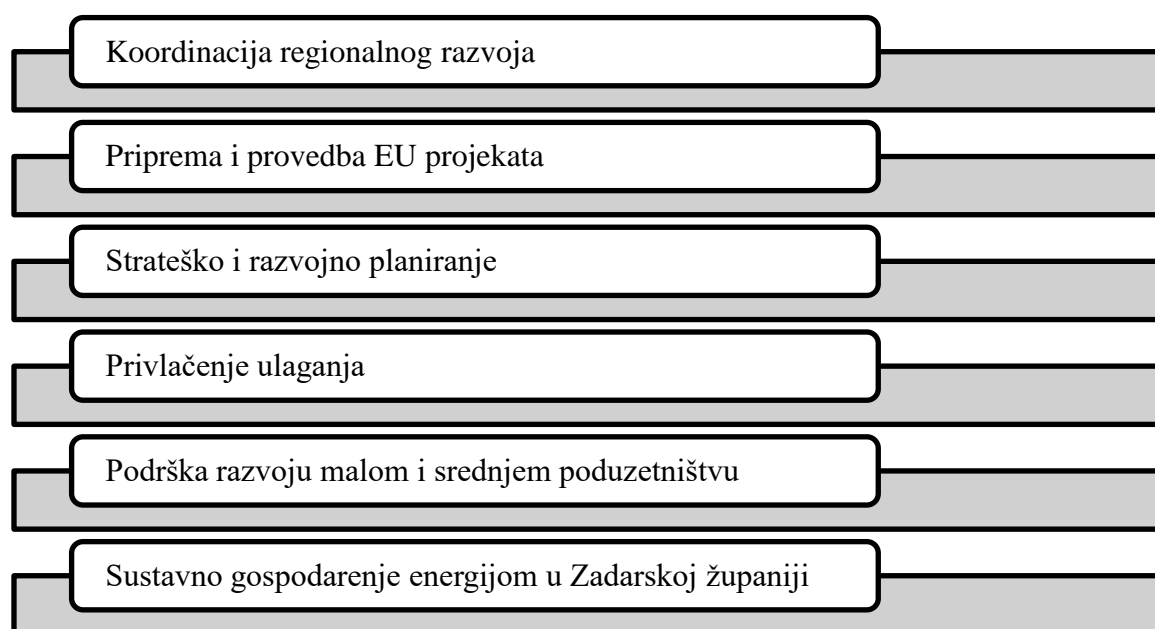 Koordinacija regionalnog razvoja
Priprema i provedba EU projekata
Strateško i razvojno planiranje
Privlačenje ulaganja
Podrška razvoju malom i srednjem poduzetništvu
Sustavno gospodarenje energijom u Zadarskoj županiji